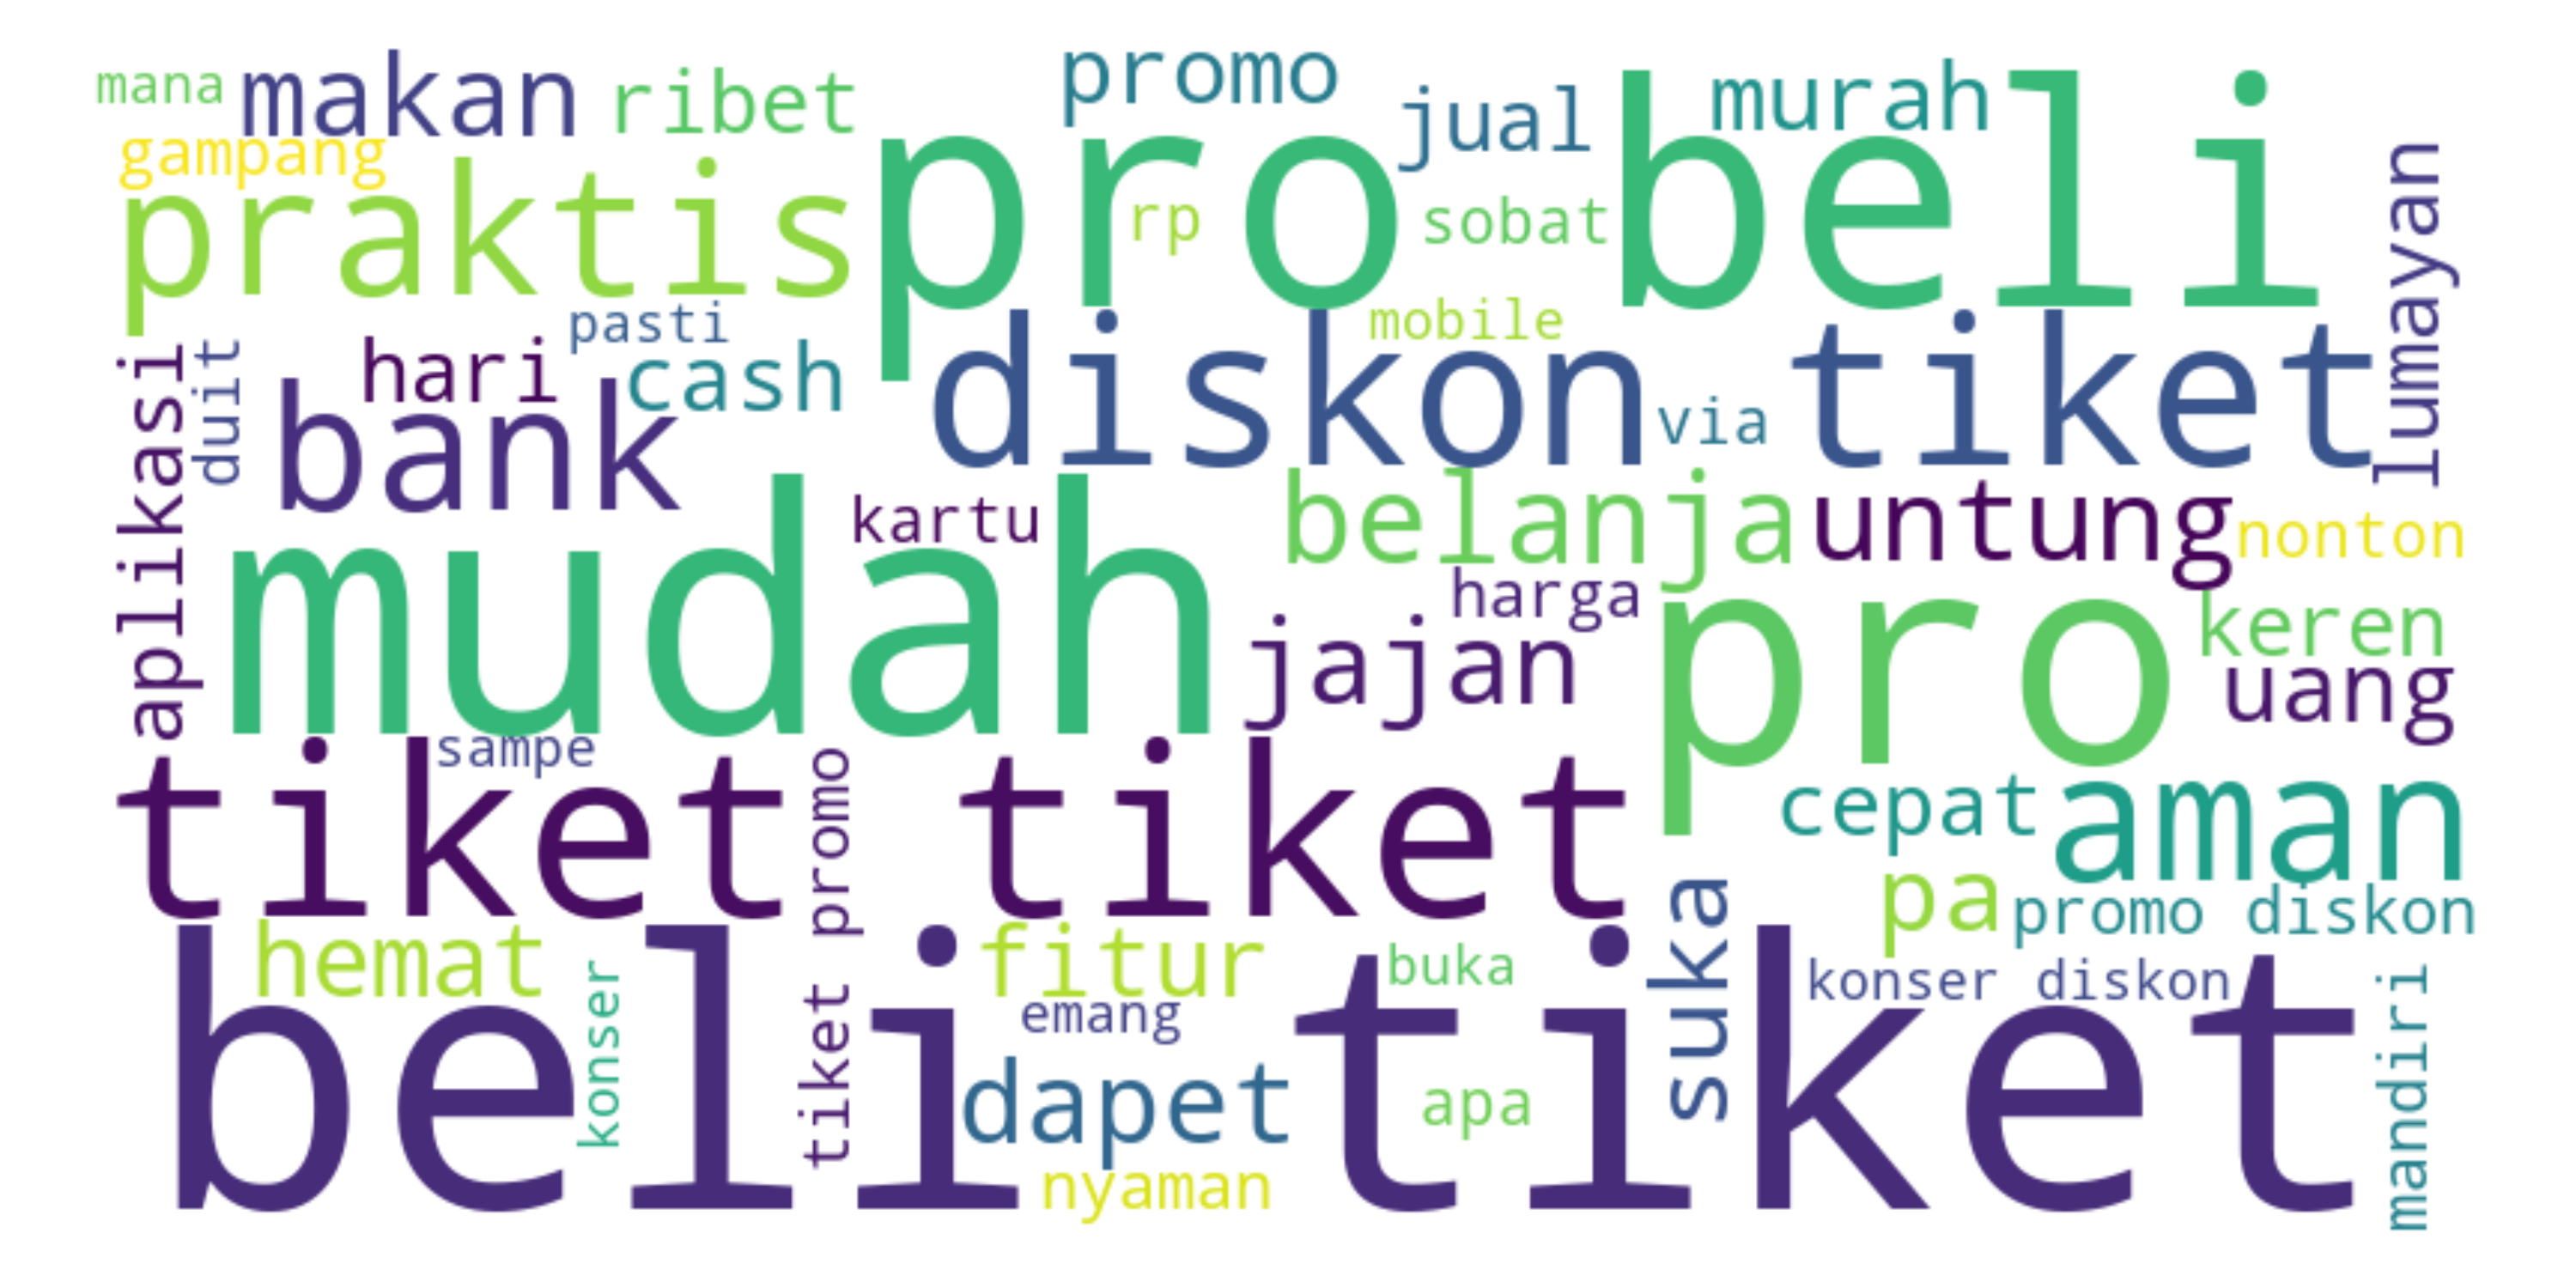 mana makan ribet promo jual murah
gampang
praktis pro beli
rp sobat
lumayan
pasti mobile
aplikasi duit hari cash diskon via tiket
bank
kartu belanja untung nonton
mudah harga
jajan pro keren
uang
sampe
tiket tiket cepat aman
tiket promo
suka pa promo diskon
hemat fitur buka konser diskon
konser emang mandiri
beli tiket
dapet apa
nyaman